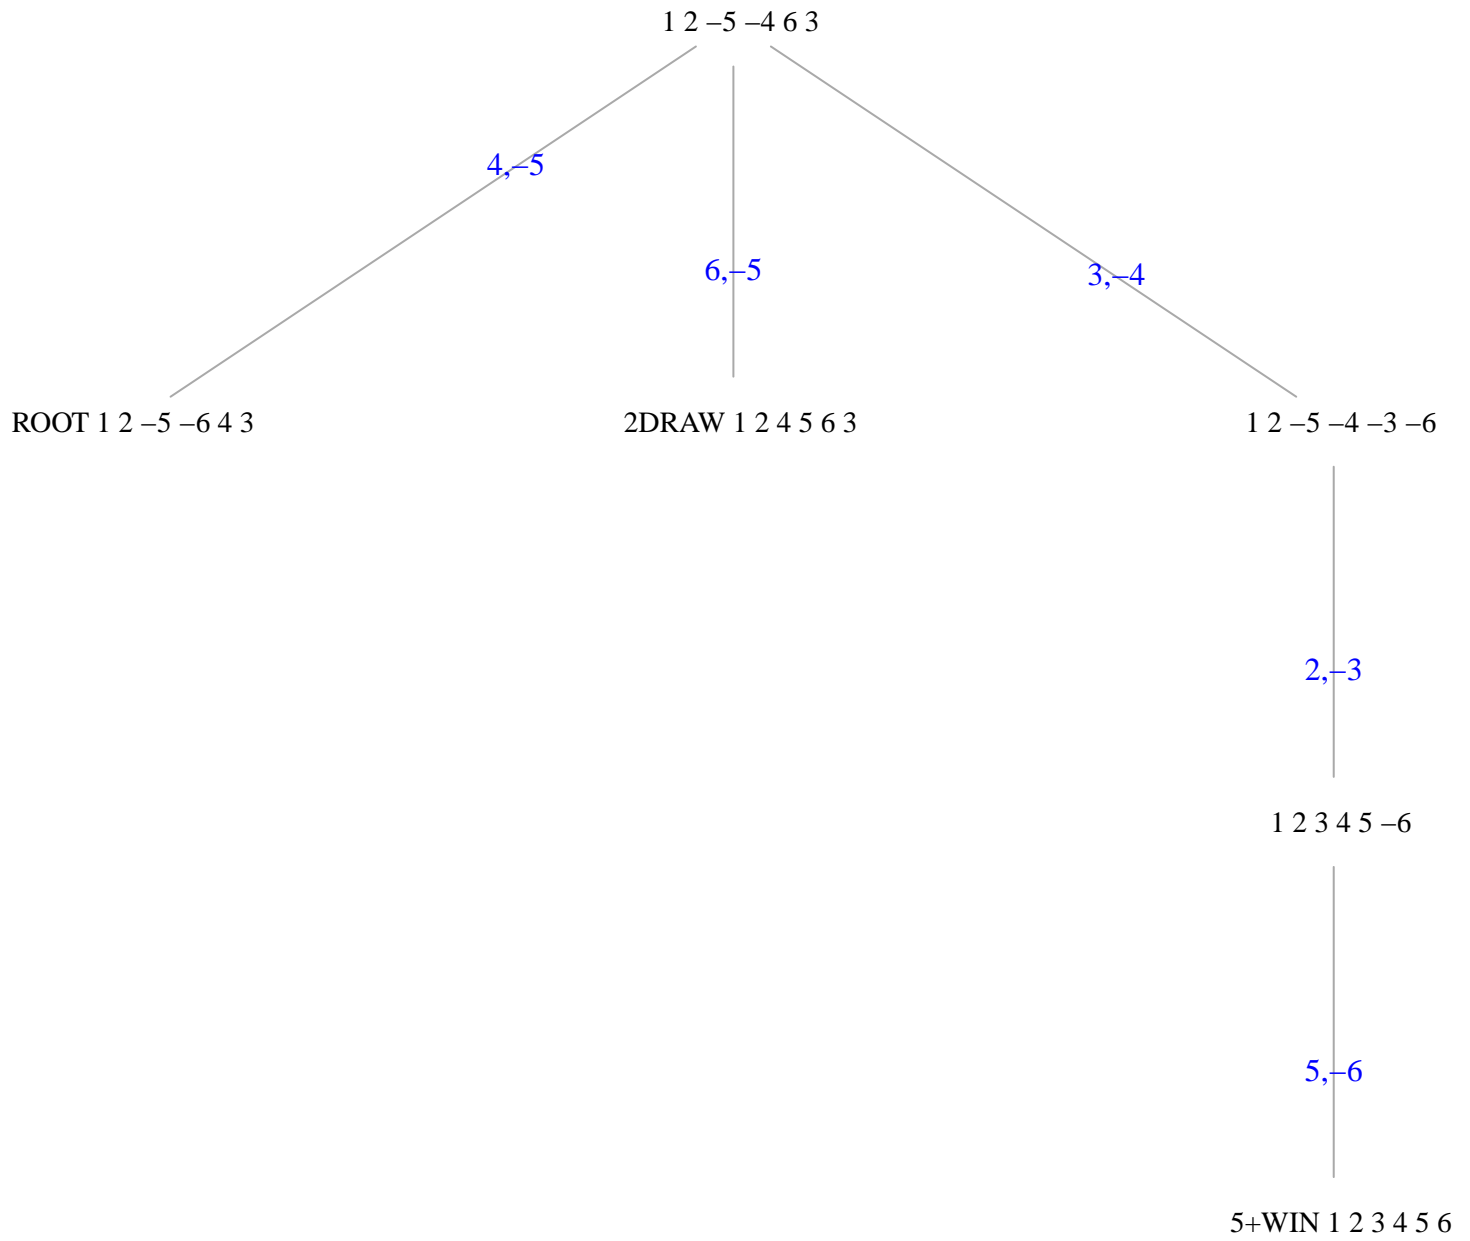 1 2 –5 –4 6 3
4,–5
6,–5
3,–4
ROOT 1 2 –5 –6 4 3
2DRAW 1 2 4 5 6 3
1 2 –5 –4 –3 –6
2,–3
1 2 3 4 5 –6
5,–6
5+WIN 1 2 3 4 5 6